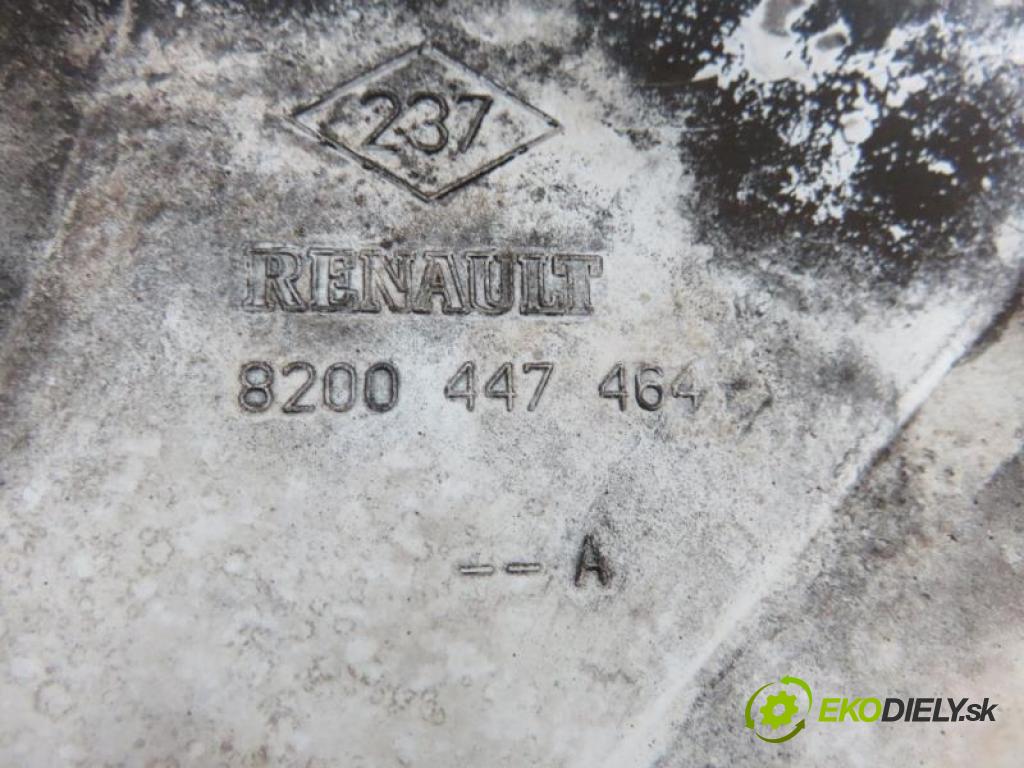 237
RENAULT
8200 447 464
-- A
EKODIELY.sk